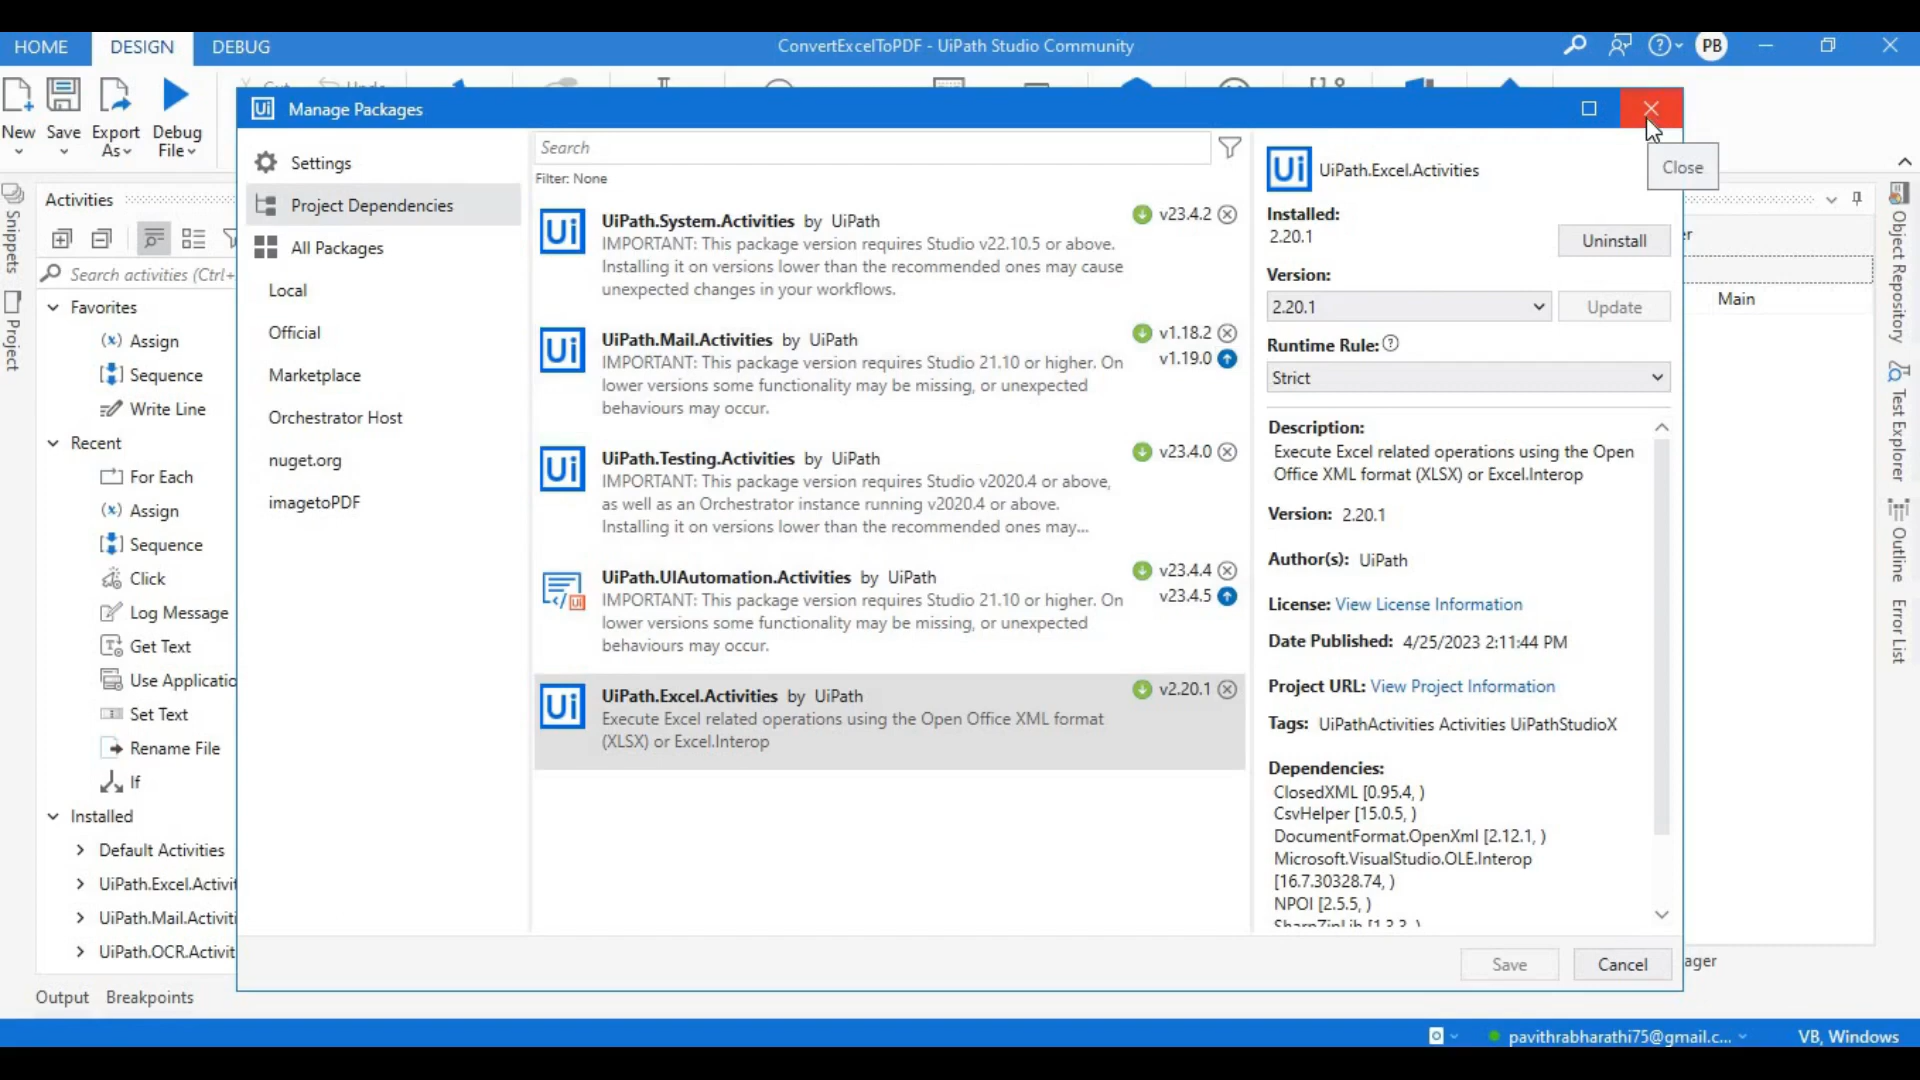 HOME DESIGN DEBUG
ConvertExcelToPDF - UiPath Studio Community
PB
New
Save
Export As
Debug File
Undo
Manage Packages
Close
Activities
Search activities (Ctrl+
Favorites
Assign
Sequence
Write Line
Recent
For Each
Assign
Sequence
Click
Log Message
Get Text
Use Applicatio
Set Text
Rename File
If
Installed
Default Activities
UiPath.Excel.Activit
UiPath.Mail.Activiti
UiPath.OCR.Activit
Snippets
Project
Settings
Project Dependencies
All Packages
Local
Official
Marketplace
Orchestrator Host
nuget.org
imagetoPDF
Search
Filter: None
UiPath.System.Activities by UiPath
v23.4.2
IMPORTANT: This package version requires Studio v22.10.5 or above.
Installing it on versions lower than the recommended ones may cause
unexpected changes in your workflows.
UiPath.Mail.Activities by UiPath
v1.18.2
v1.19.0
IMPORTANT: This package version requires Studio 21.10 or higher. On
lower versions some functionality may be missing, or unexpected
behaviours may occur.
UiPath.Testing.Activities by UiPath
v23.4.0
IMPORTANT: This package version requires Studio v2020.4 or above,
as well as an Orchestrator instance running v2020.4 or above.
Installing it on versions lower than the recommended ones may...
UiPath.UIAutomation.Activities by UiPath
v23.4.4
v23.4.5
IMPORTANT: This package version requires Studio 21.10 or higher. On
lower versions some functionality may be missing, or unexpected
behaviours may occur.
UiPath.Excel.Activities by UiPath
v2.20.1
Execute Excel related operations using the Open Office XML format
(XLSX) or Excel.Interop
Ui UiPath.Excel.Activities
Installed:
2.20.1
Uninstall
Version:
2.20.1
Update
Runtime Rule:
Strict
Description:
Execute Excel related operations using the Open
Office XML format (XLSX) or Excel.Interop
Version: 2.20.1
Author(s): UiPath
License: View License Information
Date Published: 4/25/2023 2:11:44 PM
Project URL: View Project Information
Tags: UiPathActivities Activities UiPathStudioX
Dependencies:
ClosedXML [0.95.4, )
CsvHelper [15.0.5, )
DocumentFormat.OpenXml [2.12.1, )
Microsoft.VisualStudio.OLE.Interop
[16.7.30328.74, )
NPOI [2.5.5, )
SharpZipLib [1.3.3, )
Save
Cancel
er
Main
ager
Object Repository
Test Explorer
Outline
Error List
Output Breakpoints
pavithrabharathi75@gmail.c...
VB, Windows